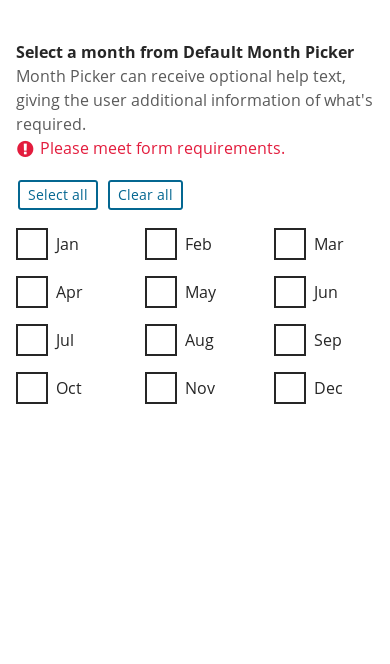 Select a month from Default Month Picker
Month Picker can receive optional help text,
giving the user additional information of what's
required.
Please meet form requirements.
Select all Clear all
Jan Feb Mar
Apr May Jun
Jul Aug Sep
Oct Nov Dec